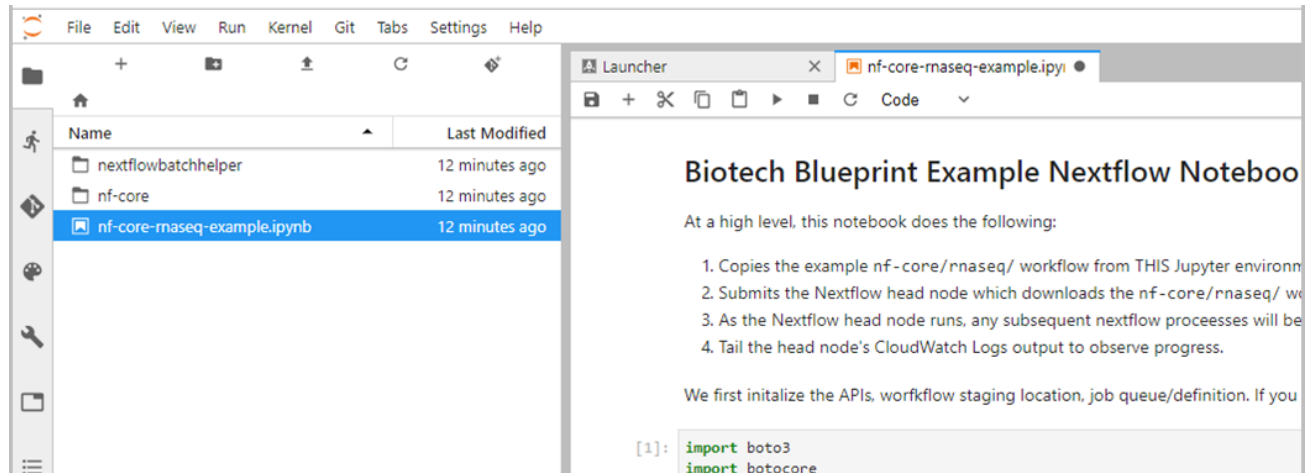 File Edit View Run Kernel Git Tabs Settings Help
Launcher
nf-core-rnaseq-example.ipyn
Code
Name Last Modified
nextflowbatchhelper 12 minutes ago
nf-core 12 minutes ago
nf-core-rnaseq-example.ipynb 12 minutes ago
Biotech Blueprint Example Nextflow Noteboo
At a high level, this notebook does the following:
1. Copies the example nf-core/rnaseq/ workflow from THIS Jupyter environm
2. Submits the Nextflow head node which downloads the nf-core/rnaseq/ wo
3. As the Nextflow head node runs, any subsequent nextflow proceesses will be
4. Tail the head node's CloudWatch Logs output to observe progress.
We first initalize the APIs, worfkflow staging location, job queue/definition. If you
[1]: import boto3
import botocore